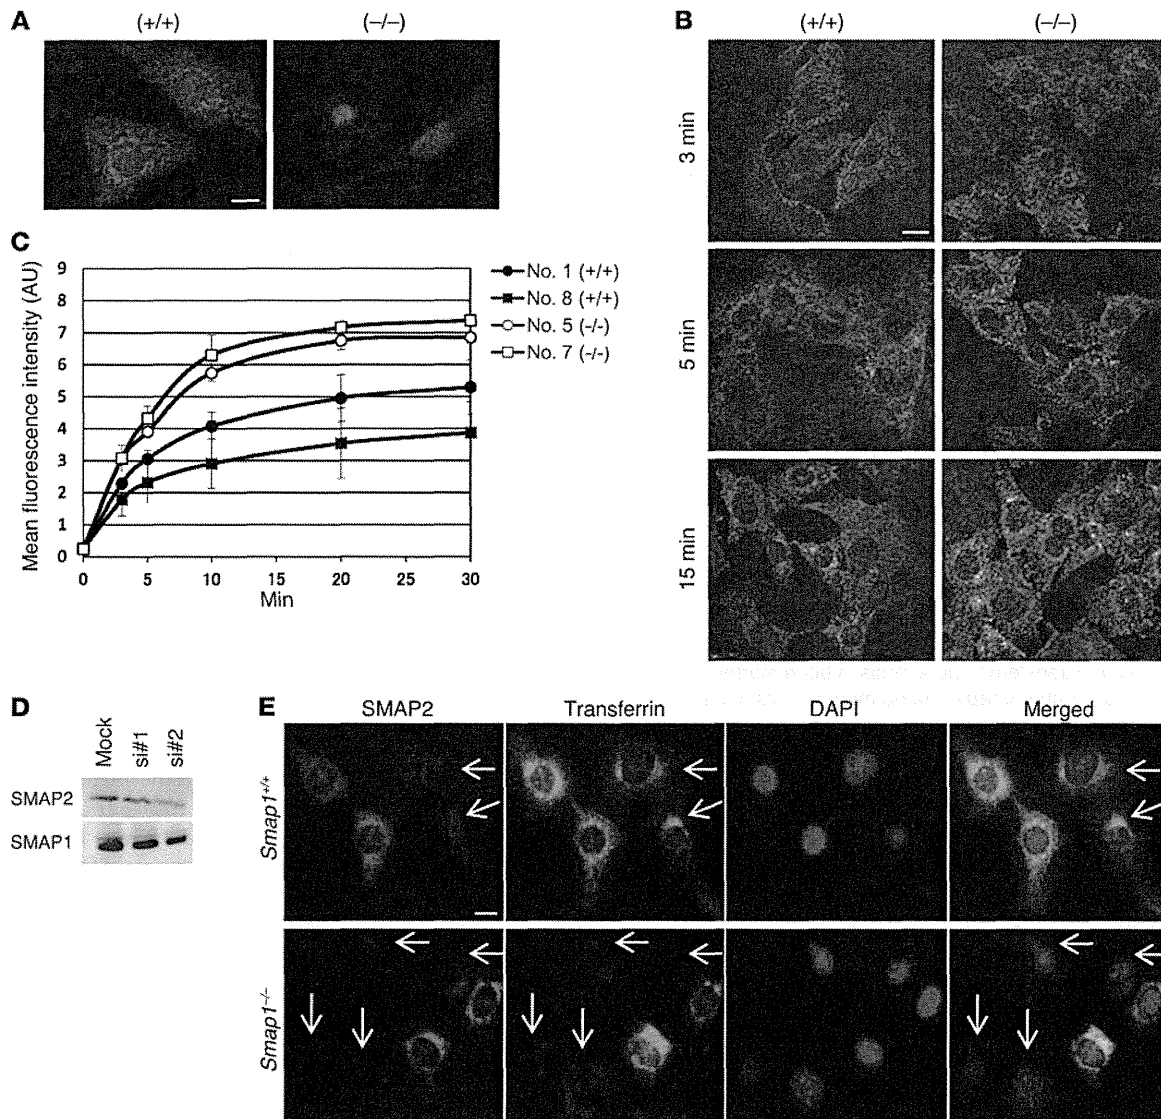 A
(+/+)
(−/−)
B
(+/+)
(−/−)
3 min
5 min
15 min
C
Mean fluorescence intensity (AU)
9
8
7
6
5
4
3
2
1
0
0 5 10 15 20 25 30
Min
No. 1 (+/+)
No. 8 (+/+)
No. 5 (-/-)
No. 7 (-/-)
D
Mock
si#1
si#2
SMAP2
SMAP1
E
SMAP2
Transferrin
DAPI
Merged
Smap1+/+
Smap1−/−